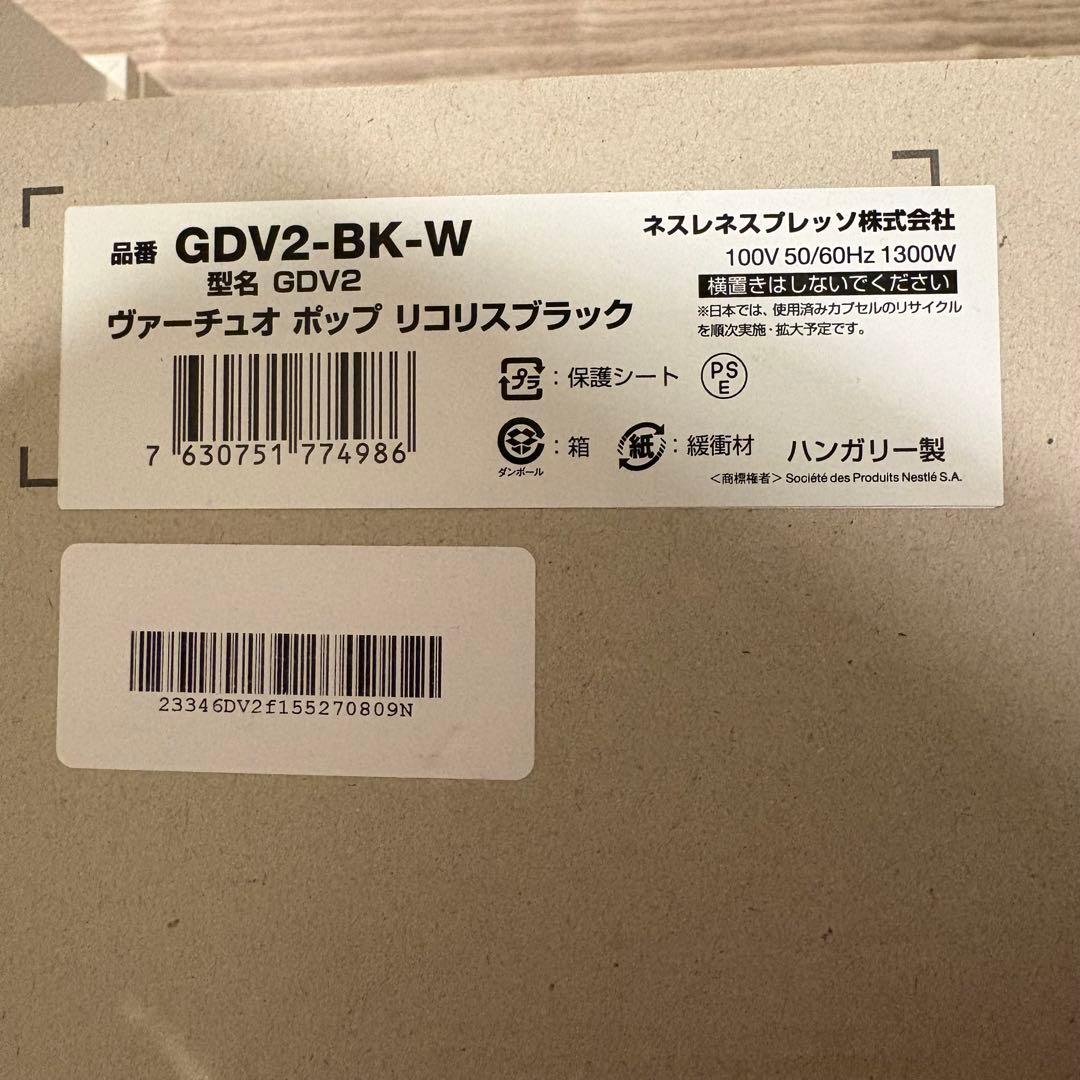 品番 GDV2-BK-W
型名 GDV2
ヴァーチュオ ポップ リコリスブラック
7 630751 774986
ネスレネスプレッソ株式会社
100V 50/60Hz 1300W
横置きはしないでください
※日本では、使用済みカプセルのリサイクル
を順次実施・拡大予定です。
プラ : 保護シート PSE
ダンボール : 箱 紙 : 緩衝材 ハンガリー製
<商標権者> Société des Produits Nestlé S.A.
23346DV2f155270809N